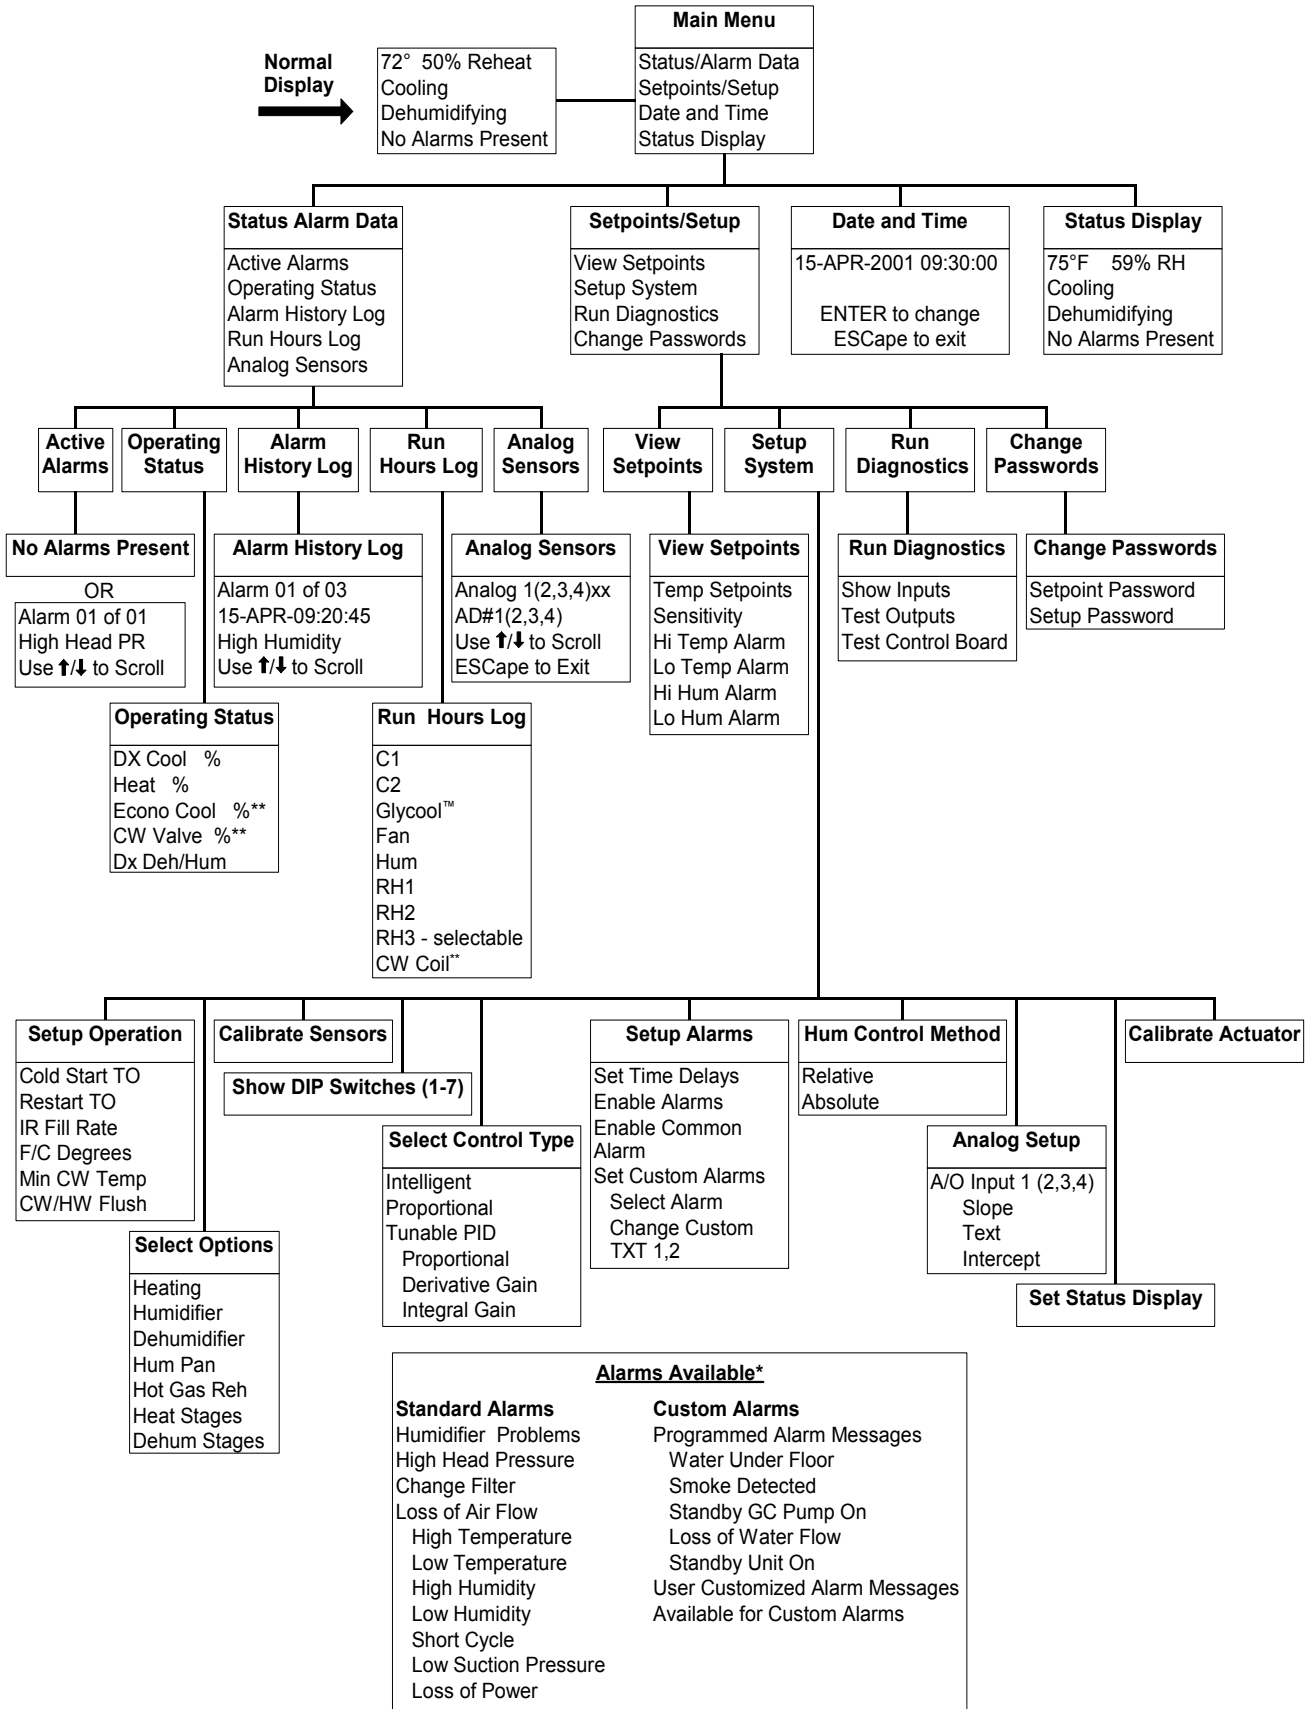 Main Menu
Status/Alarm Data
Setpoints/Setup
Date and Time
Status Display
Normal
Display
72° 50% Reheat
Cooling
Dehumidifying
No Alarms Present
Status Alarm Data
Active Alarms
Operating Status
Alarm History Log
Run Hours Log
Analog Sensors
Setpoints/Setup
View Setpoints
Setup System
Run Diagnostics
Change Passwords
Date and Time
15-APR-2001 09:30:00
ENTER to change
ESCape to exit
Status Display
75°F 59% RH
Cooling
Dehumidifying
No Alarms Present
Active
Alarms
Operating
Status
Alarm
History Log
Run
Hours Log
Analog
Sensors
View
Setpoints
Setup
System
Run
Diagnostics
Change
Passwords
No Alarms Present
OR
Alarm 01 of 01
High Head PR
Use ⬆/⬇ to Scroll
Alarm History Log
Alarm 01 of 03
15-APR-09:20:45
High Humidity
Use ⬆/⬇ to Scroll
Analog Sensors
Analog 1(2,3,4)xx
AD#1(2,3,4)
Use ⬆/⬇ to Scroll
ESCape to Exit
View Setpoints
Temp Setpoints
Sensitivity
Hi Temp Alarm
Lo Temp Alarm
Hi Hum Alarm
Lo Hum Alarm
Run Diagnostics
Show Inputs
Test Outputs
Test Control Board
Change Passwords
Setpoint Password
Setup Password
Operating Status
DX Cool %
Heat %
Econo Cool %**
CW Valve %**
Dx Deh/Hum
Run Hours Log
C1
C2
Glycool™
Fan
Hum
RH1
RH2
RH3 - selectable
CW Coil**
Setup Operation
Cold Start TO
Restart TO
IR Fill Rate
F/C Degrees
Min CW Temp
CW/HW Flush
Calibrate Sensors
Show DIP Switches (1-7)
Select Control Type
Intelligent
Proportional
Tunable PID
Proportional
Derivative Gain
Integral Gain
Setup Alarms
Set Time Delays
Enable Alarms
Enable Common
Alarm
Set Custom Alarms
Select Alarm
Change Custom
TXT 1,2
Hum Control Method
Relative
Absolute
Analog Setup
A/O Input 1 (2,3,4)
Slope
Text
Intercept
Calibrate Actuator
Select Options
Heating
Humidifier
Dehumidifier
Hum Pan
Hot Gas Reh
Heat Stages
Dehum Stages
Set Status Display
Alarms Available*
Standard Alarms
Humidifier Problems
High Head Pressure
Change Filter
Loss of Air Flow
High Temperature
Low Temperature
High Humidity
Low Humidity
Short Cycle
Low Suction Pressure
Loss of Power
Custom Alarms
Programmed Alarm Messages
Water Under Floor
Smoke Detected
Standby GC Pump On
Loss of Water Flow
Standby Unit On
User Customized Alarm Messages
Available for Custom Alarms